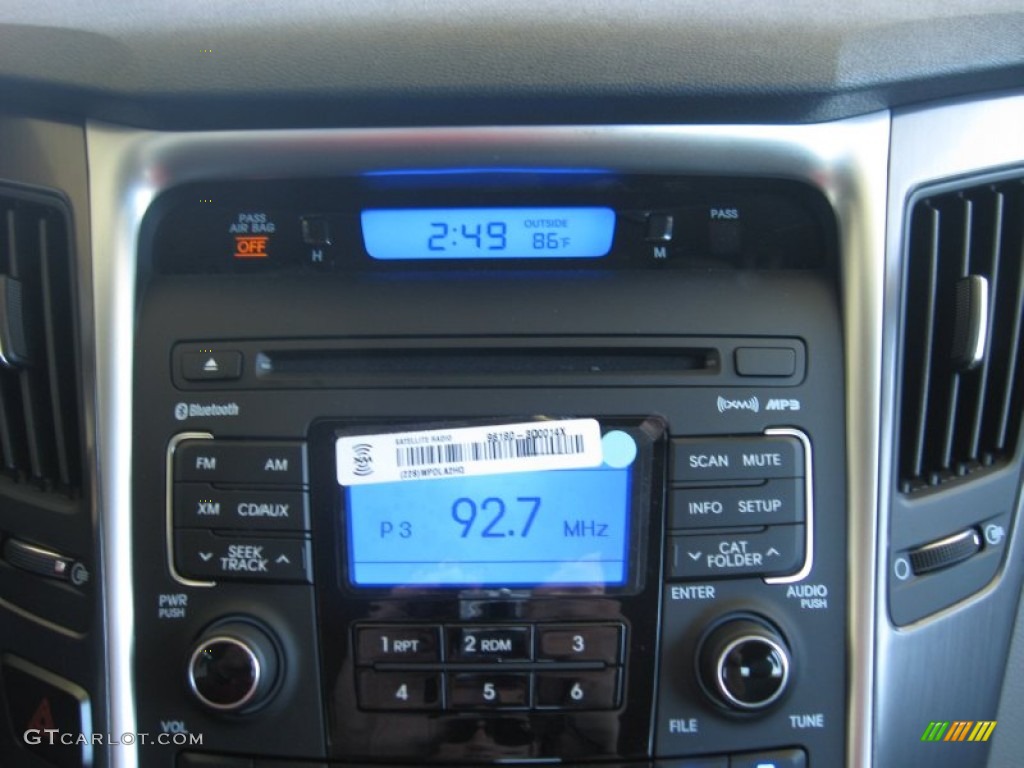 PASS
AIR BAG
OFF
H
2:49
OUTSIDE
86°F
M
PASS
Bluetooth
XM
MP3
SATELLITE RADIO
XM
FM
AM
XM
CD/AUX
SEEK
TRACK
P3
92.7
MHz
SCAN
MUTE
INFO
SETUP
CAT
FOLDER
PWR
PUSH
VOL
1 RPT
2 RDM
3
4
5
6
ENTER
AUDIO
PUSH
FILE
TUNE
GTCARLOT.COM